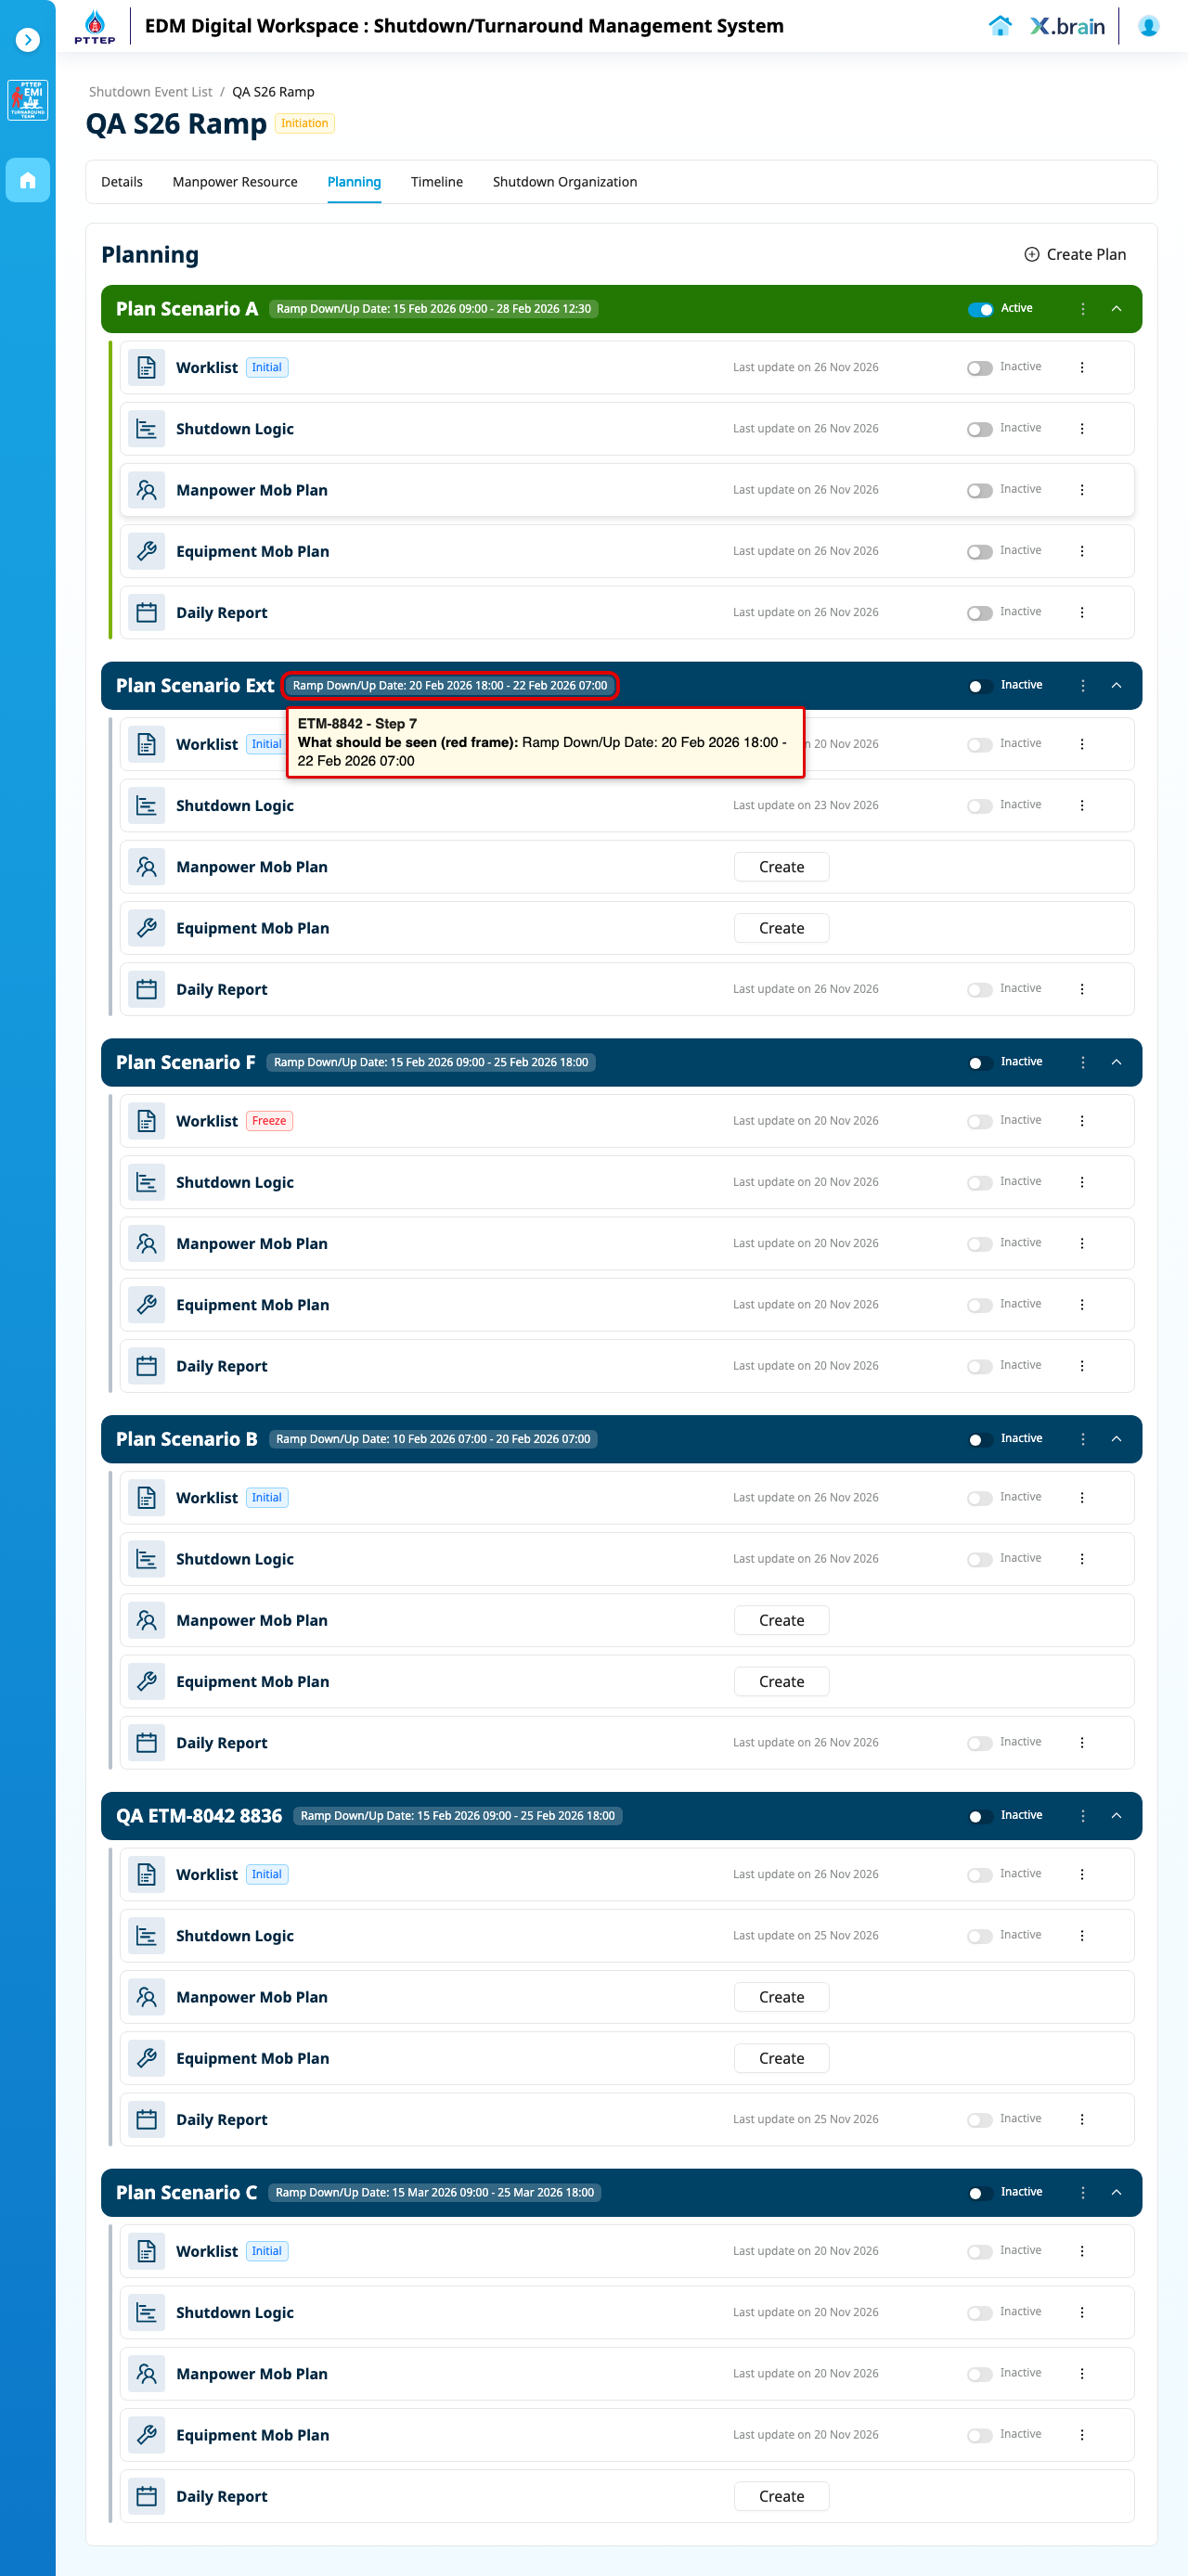 PTTEP
EDM Digital Workspace : Shutdown/Turnaround Management System
X.brain
PTTEP
EMI
TURNAROUND
TEAM
Shutdown Event List / QA S26 Ramp
QA S26 Ramp Initiation
Details Manpower Resource Planning Timeline Shutdown Organization
Planning Create Plan
Plan Scenario A Ramp Down/Up Date: 15 Feb 2026 09:00 - 28 Feb 2026 12:30 Active
Worklist Initial Last update on 26 Nov 2026 Inactive
Shutdown Logic Last update on 26 Nov 2026 Inactive
Manpower Mob Plan Last update on 26 Nov 2026 Inactive
Equipment Mob Plan Last update on 26 Nov 2026 Inactive
Daily Report Last update on 26 Nov 2026 Inactive
Plan Scenario Ext Ramp Down/Up Date: 20 Feb 2026 18:00 - 22 Feb 2026 07:00 Inactive
ETM-8842 - Step 7
What should be seen (red frame): Ramp Down/Up Date: 20 Feb 2026 18:00 -
22 Feb 2026 07:00
Worklist Initial on 20 Nov 2026 Inactive
Shutdown Logic Last update on 23 Nov 2026 Inactive
Manpower Mob Plan Create
Equipment Mob Plan Create
Daily Report Last update on 26 Nov 2026 Inactive
Plan Scenario F Ramp Down/Up Date: 15 Feb 2026 09:00 - 25 Feb 2026 18:00 Inactive
Worklist Freeze Last update on 20 Nov 2026 Inactive
Shutdown Logic Last update on 20 Nov 2026 Inactive
Manpower Mob Plan Last update on 20 Nov 2026 Inactive
Equipment Mob Plan Last update on 20 Nov 2026 Inactive
Daily Report Last update on 20 Nov 2026 Inactive
Plan Scenario B Ramp Down/Up Date: 10 Feb 2026 07:00 - 20 Feb 2026 07:00 Inactive
Worklist Initial Last update on 26 Nov 2026 Inactive
Shutdown Logic Last update on 26 Nov 2026 Inactive
Manpower Mob Plan Create
Equipment Mob Plan Create
Daily Report Last update on 26 Nov 2026 Inactive
QA ETM-8042 8836 Ramp Down/Up Date: 15 Feb 2026 09:00 - 25 Feb 2026 18:00 Inactive
Worklist Initial Last update on 26 Nov 2026 Inactive
Shutdown Logic Last update on 25 Nov 2026 Inactive
Manpower Mob Plan Create
Equipment Mob Plan Create
Daily Report Last update on 25 Nov 2026 Inactive
Plan Scenario C Ramp Down/Up Date: 15 Mar 2026 09:00 - 25 Mar 2026 18:00 Inactive
Worklist Initial Last update on 20 Nov 2026 Inactive
Shutdown Logic Last update on 20 Nov 2026 Inactive
Manpower Mob Plan Last update on 20 Nov 2026 Inactive
Equipment Mob Plan Last update on 20 Nov 2026 Inactive
Daily Report Create